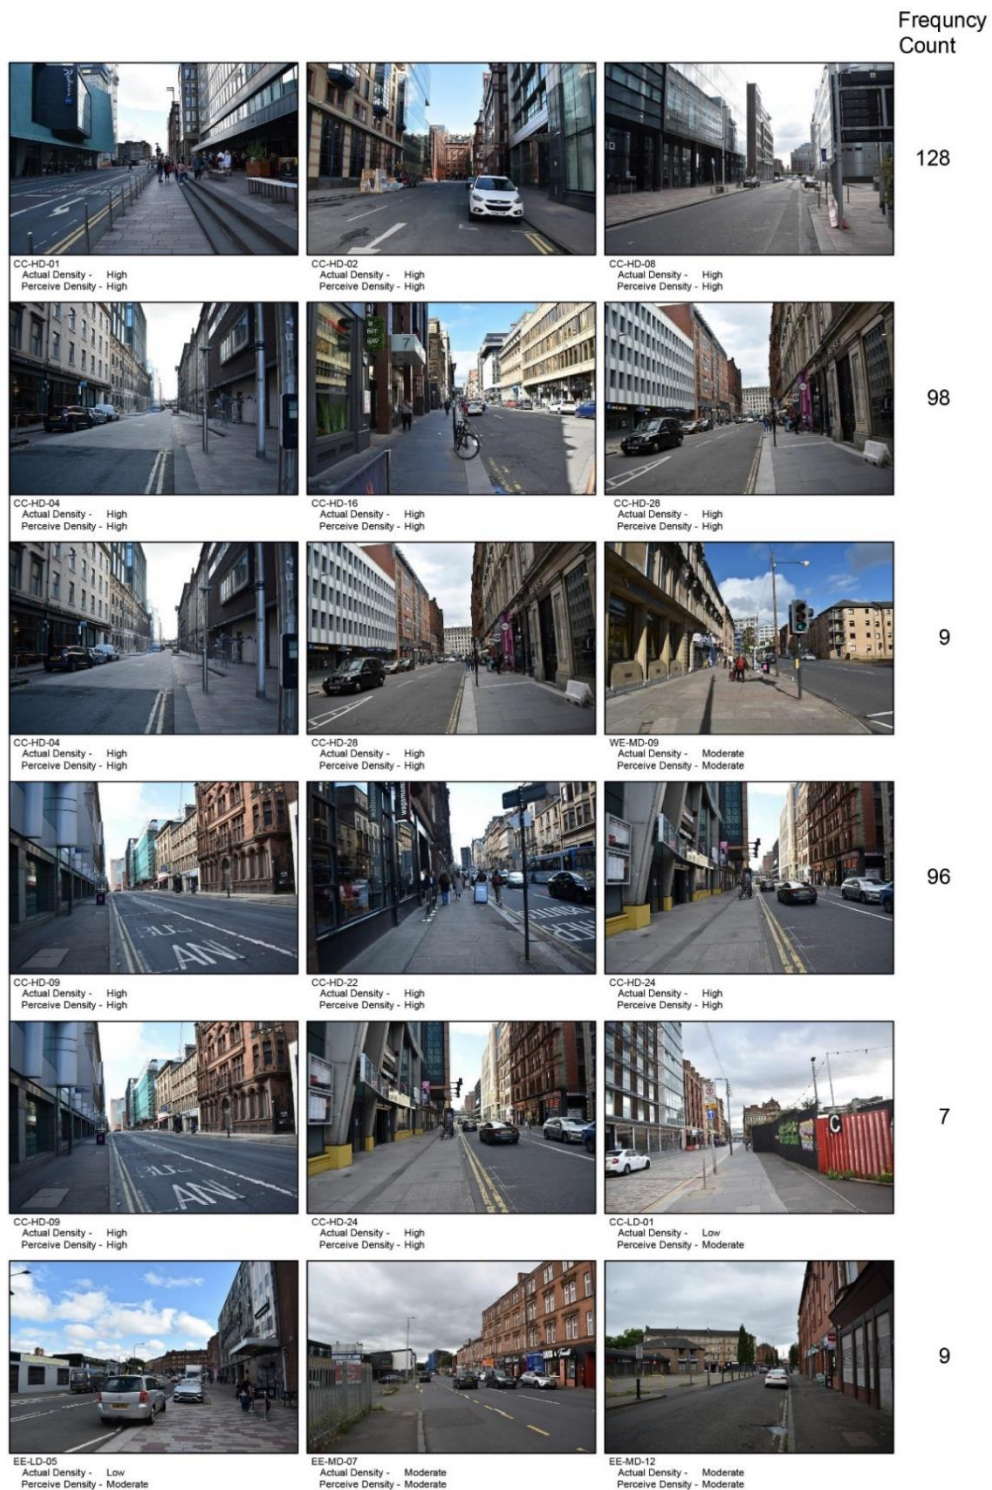 Frequncy
Count
128
CC-HD-01
Actual Density - High
Perceive Density - High
CC-HD-02
Actual Density - High
Perceive Density - High
CC-HD-08
Actual Density - High
Perceive Density - High
7
98
CC-HD-04
Actual Density - High
Perceive Density - High
CC-HD-16
Actual Density - High
Perceive Density - High
CC-HD-28
Actual Density - High
Perceive Density - High
9
CC-HD-04
Actual Density - High
Perceive Density - High
CC-HD-28
Actual Density - High
Perceive Density - High
WE-MD-09
Actual Density - Moderate
Perceive Density - Moderate
96
CC-HD-09
Actual Density - High
Perceive Density - High
CC-HD-22
Actual Density - High
Perceive Density - High
CC-HD-24
Actual Density - High
Perceive Density - High
C
7
CC-HD-09
Actual Density - High
Perceive Density - High
CC-HD-24
Actual Density - High
Perceive Density - High
CC-LD-01
Actual Density - Low
Perceive Density - Moderate
9
EE-LD-05
Actual Density - Low
Perceive Density - Moderate
EE-MD-07
Actual Density - Moderate
Perceive Density - Moderate
EE-MD-12
Actual Density - Moderate
Perceive Density - Moderate